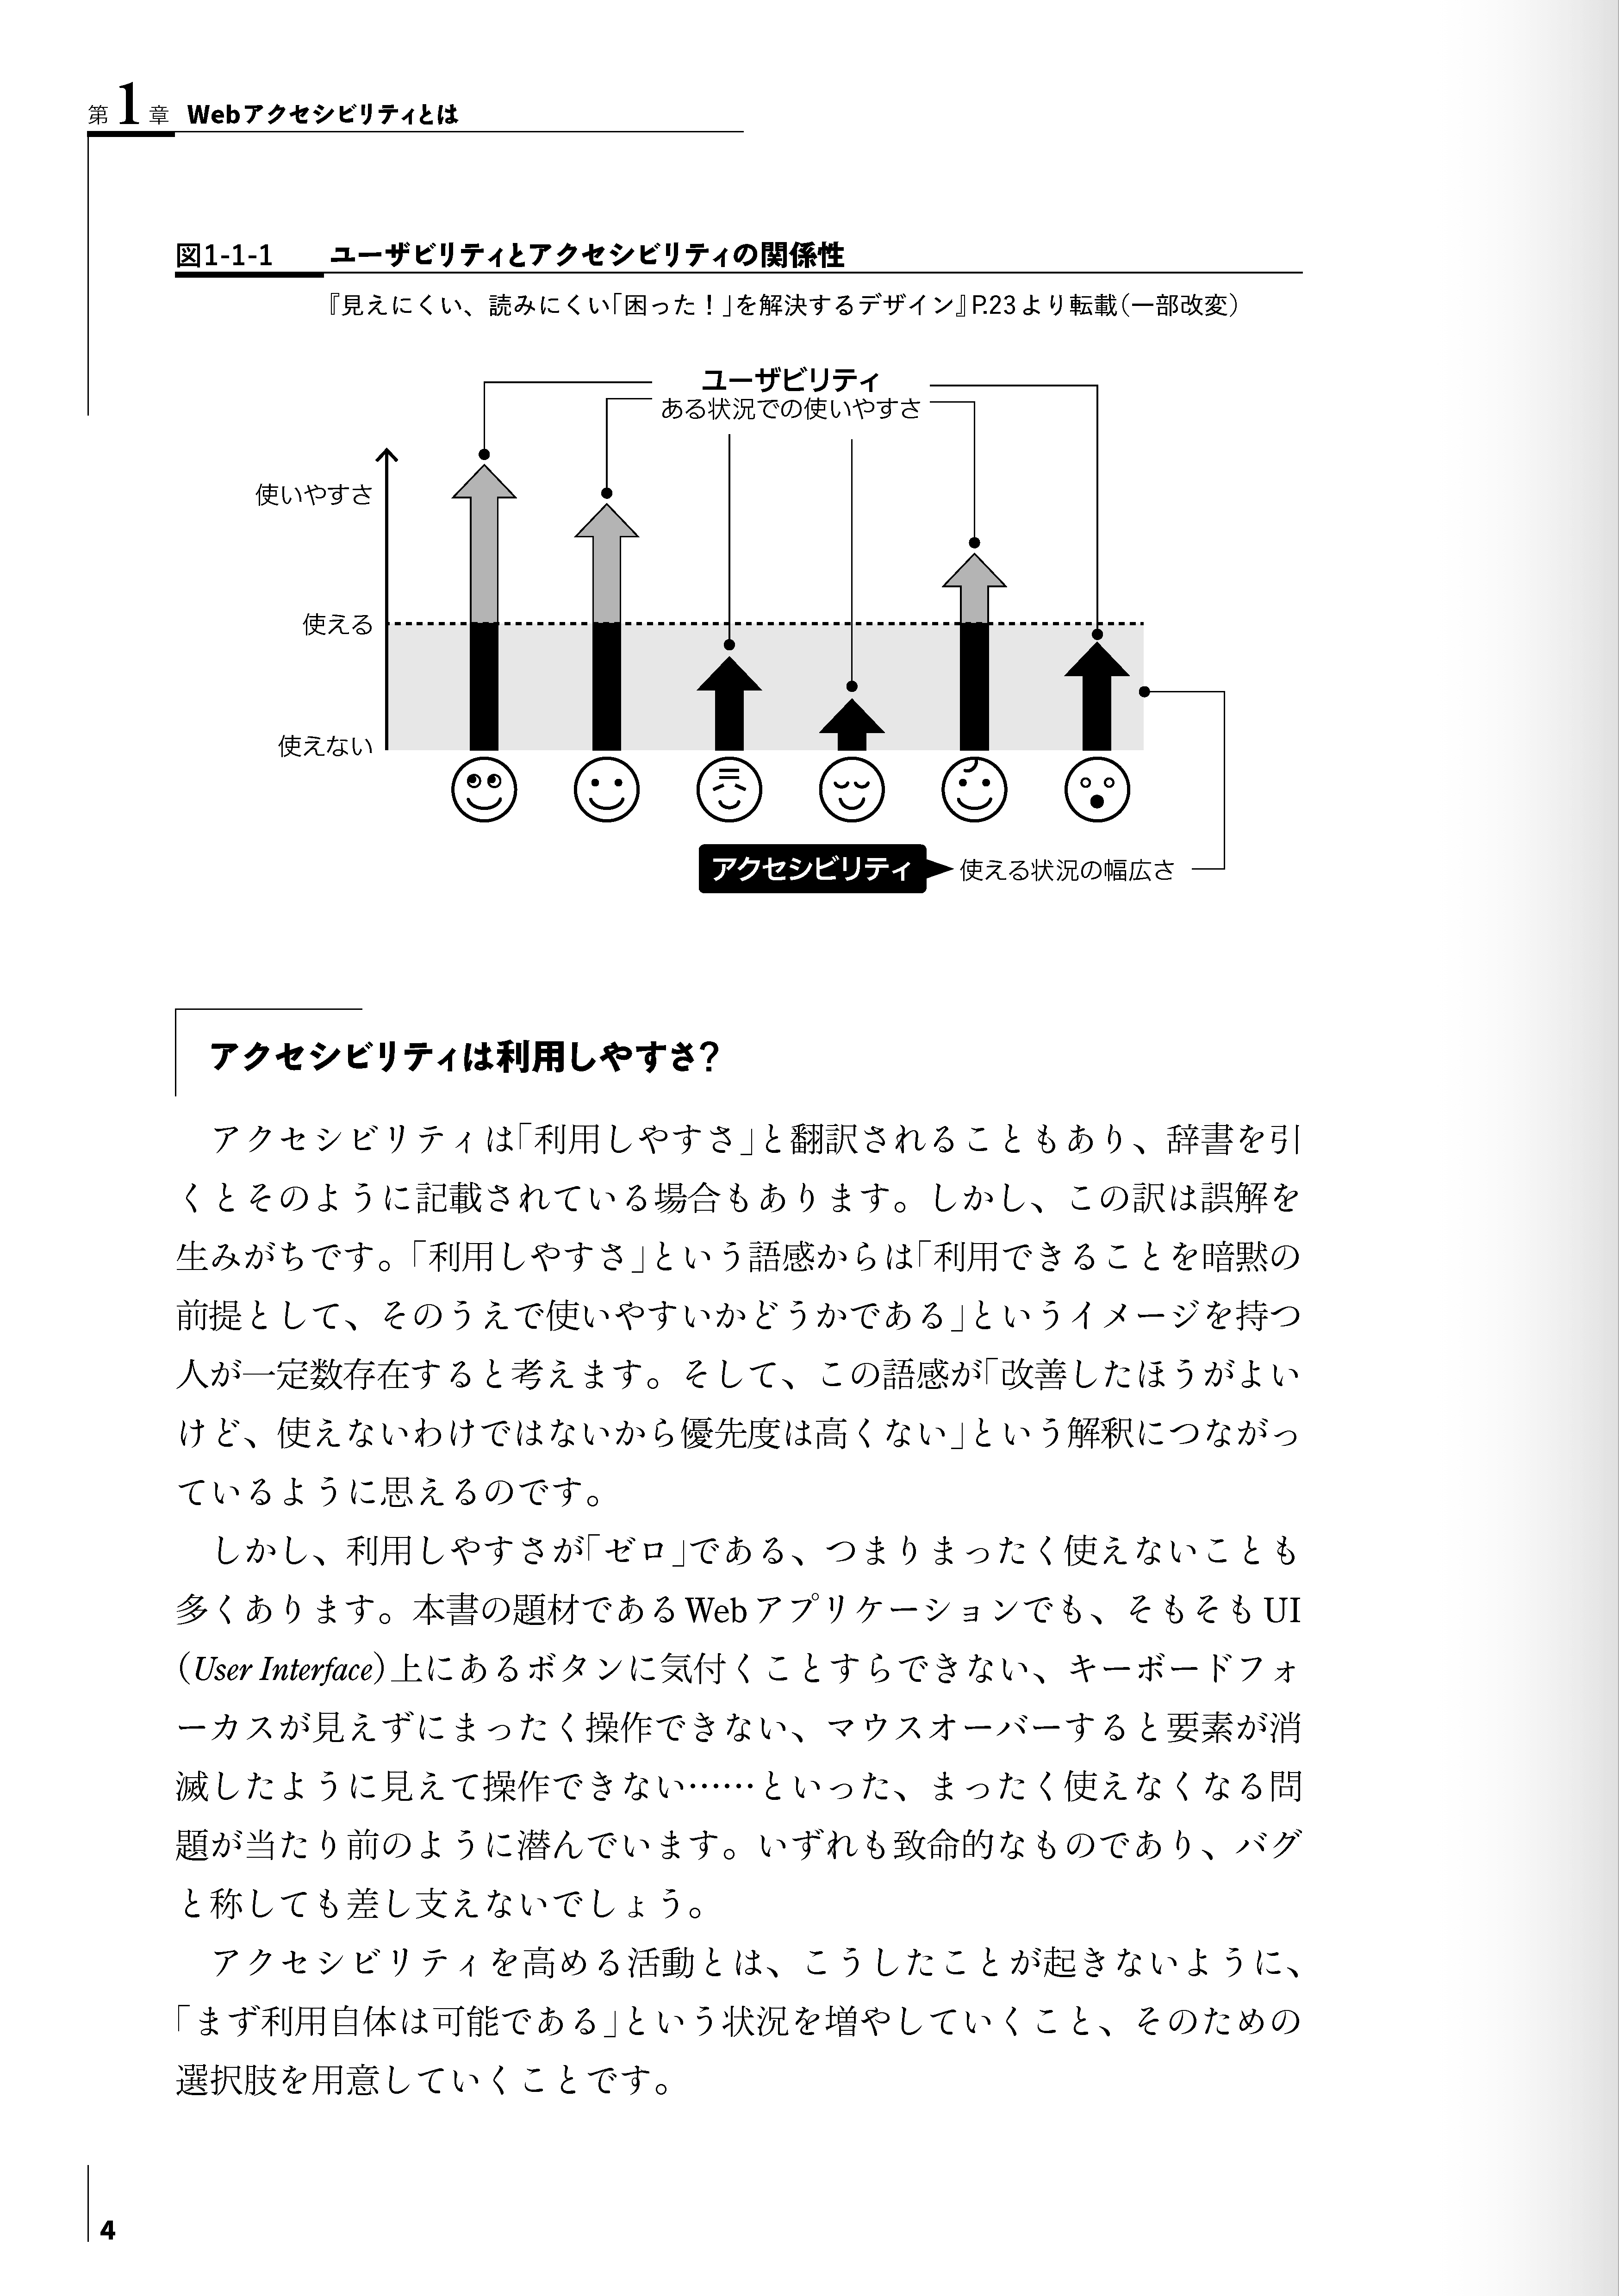 第1章 Webアクセシビリティとは
図1-1-1 ユーザビリティとアクセシビリティの関係性
『見えにくい、読みにくい「困った！」を解決するデザイン』P.23より転載（一部改変）
ユーザビリティ
ある状況での使いやすさ
使いやすさ
使える
使えない
アクセシビリティ 使える状況の幅広さ
アクセシビリティは利用しやすさ?
アクセシビリティは「利用しやすさ」と翻訳されることもあり、辞書を引
くとそのように記載されている場合もあります。しかし、この訳は誤解を
生みがちです。「利用しやすさ」という語感からは「利用できることを暗黙の
前提として、そのうえで使いやすいかどうかである」というイメージを持つ
人が一定数存在すると考えます。そして、この語感が「改善したほうがよい
けど、使えないわけではないから優先度は高くない」という解釈につながっ
ているように思えるのです。
しかし、利用しやすさが「ゼロ」である、つまりまったく使えないことも
多くあります。本書の題材であるWebアプリケーションでも、そもそもUI
（User Interface）上にあるボタンに気付くことすらできない、キーボードフォ
ーカスが見えずにまったく操作できない、マウスオーバーすると要素が消
滅したように見えて操作できない……といった、まったく使えなくなる問
題が当たり前のように潜んでいます。いずれも致命的なものであり、バグ
と称しても差し支えないでしょう。
アクセシビリティを高める活動とは、こうしたことが起きないように、
「まず利用自体は可能である」という状況を増やしていくこと、そのための
選択肢を用意していくことです。
4